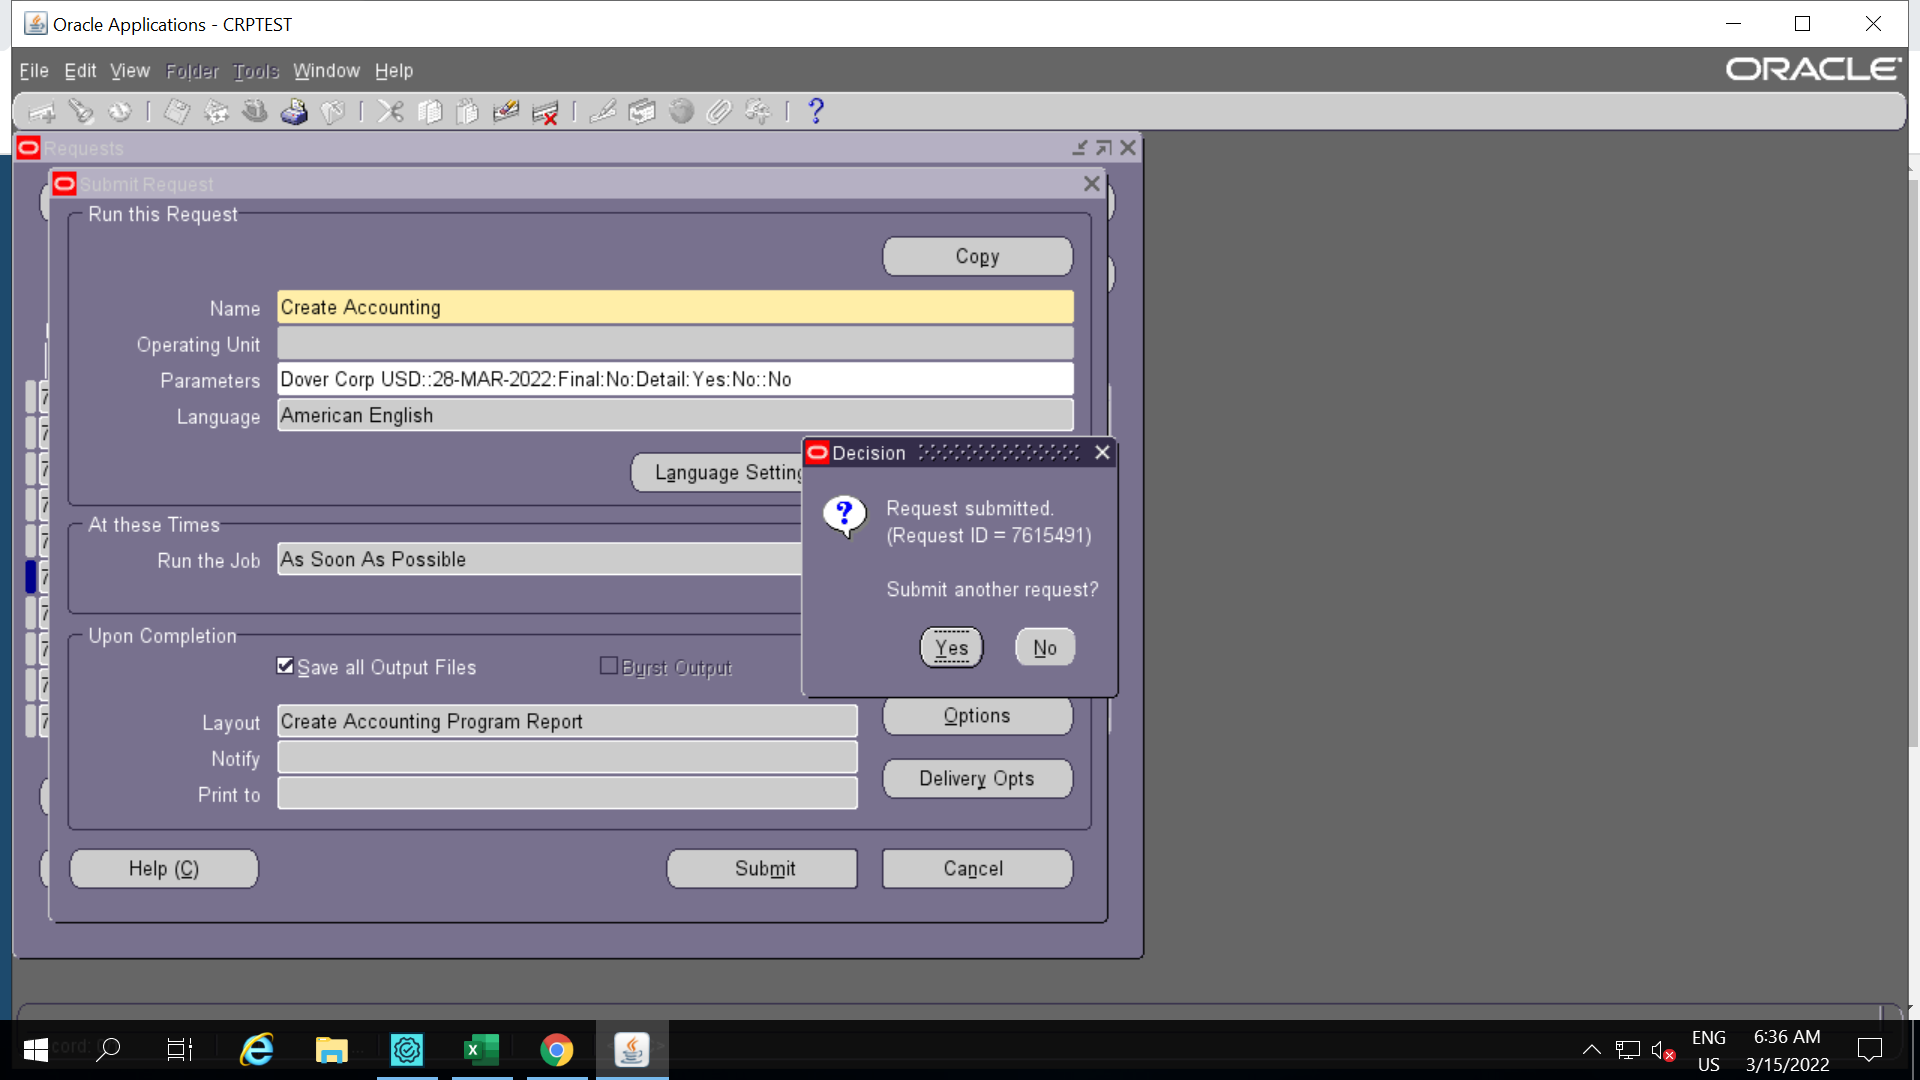 Oracle Applications - CRPTEST
File Edit View Folder Tools Window Help
ORACLE
Requests
Submit Request
Run this Request
Copy
Name Create Accounting
Operating Unit
Parameters Dover Corp USD::28-MAR-2022:Final:No:Detail:Yes:No::No
Language American English
Language Setting
Decision
Request submitted.
(Request ID = 7615491)
Submit another request?
Yes No
At these Times
Run the Job As Soon As Possible
Upon Completion
Save all Output Files Burst Output
Layout Create Accounting Program Report
Options
Notify
Delivery Opts
Print to
Help (C) Submit Cancel
ENG
US
6:36 AM
3/15/2022